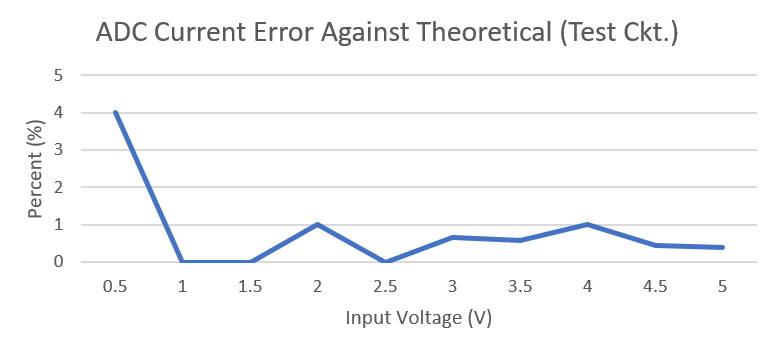 ADC Current Error Against Theoretical (Test Ckt.)
5
4
3
2
1
0
Percent (%)
0.5 1 1.5 2 2.5 3 3.5 4 4.5 5
Input Voltage (V)